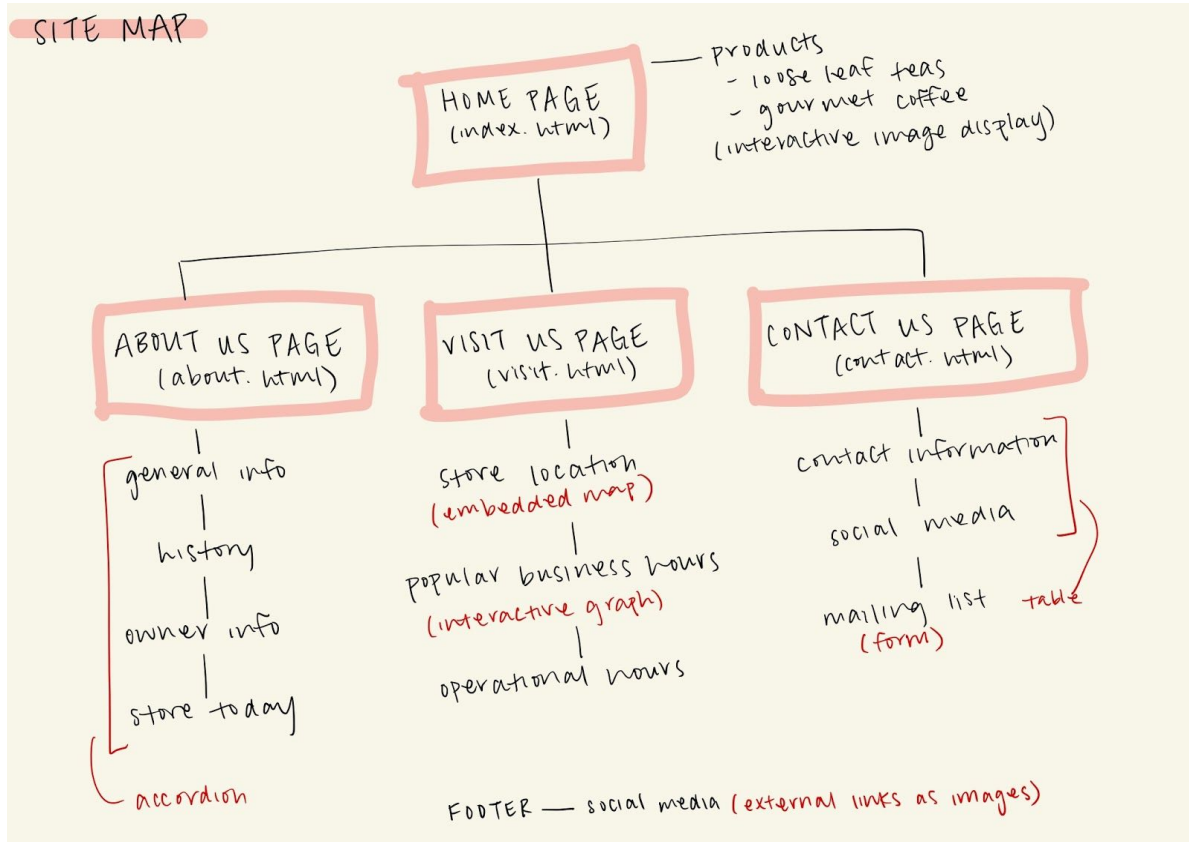 SITE MAP
HOME PAGE
(index.html)
products
- loose leaf teas
- gourmet coffee
(interactive image display)
ABOUT US PAGE
(about.html)
general info
history
owner info
store today
accordion
VISIT US PAGE
(visit.html)
store location
(embedded map)
popular business hours
(interactive graph)
operational hours
CONTACT US PAGE
(contact.html)
contact information
social media
mailing list
(form)
table
FOOTER — social media (external links as images)